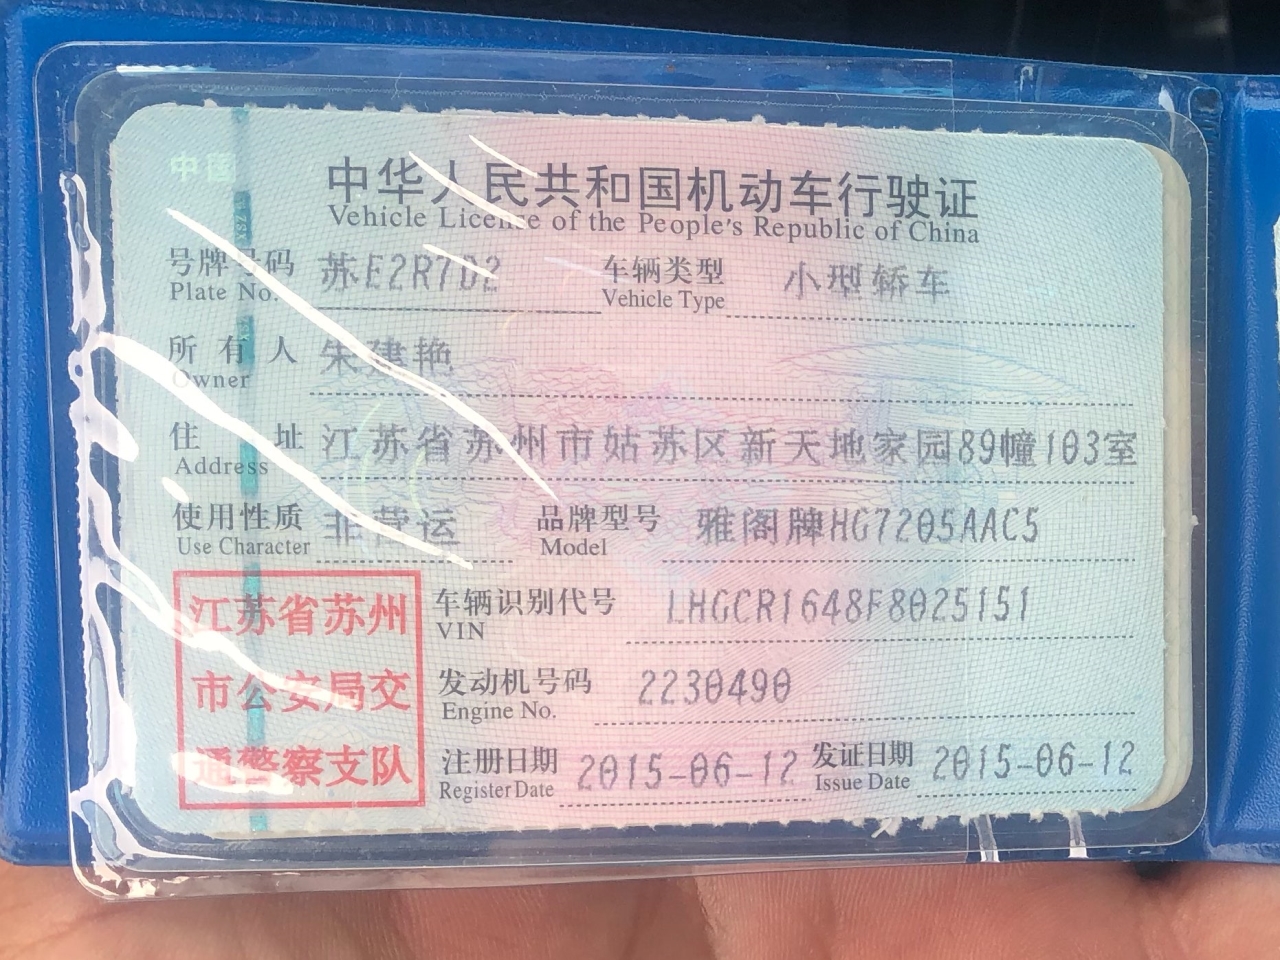 中国
中华人民共和国机动车行驶证
Vehicle License of the People's Republic of China
号牌号码 苏E2R7D2 车辆类型 小型轿车
Plate No. Vehicle Type
所有人 朱建艳
Owner
住址 江苏省苏州市姑苏区新天地家园89幢103室
Address
使用性质 非营运 品牌型号 雅阁牌HG7205AAC5
Use Character Model
江苏省苏州
市公安局交
通警察支队
车辆识别代号 LHGCR1648F8025151
VIN
发动机号码 2230490
Engine No.
注册日期 2015-06-12 发证日期 2015-06-12
Register Date Issue Date